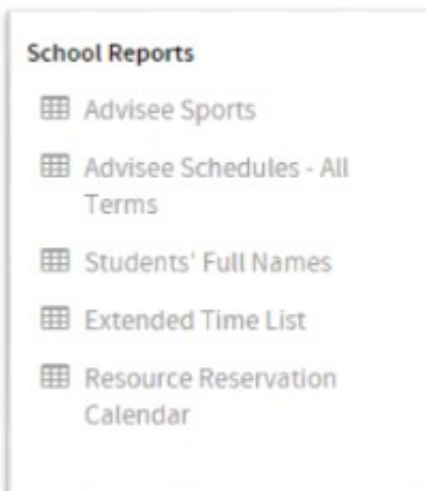 School Reports
Advisee Sports
Advisee Schedules - All
Terms
Students' Full Names
Extended Time List
Resource Reservation
Calendar